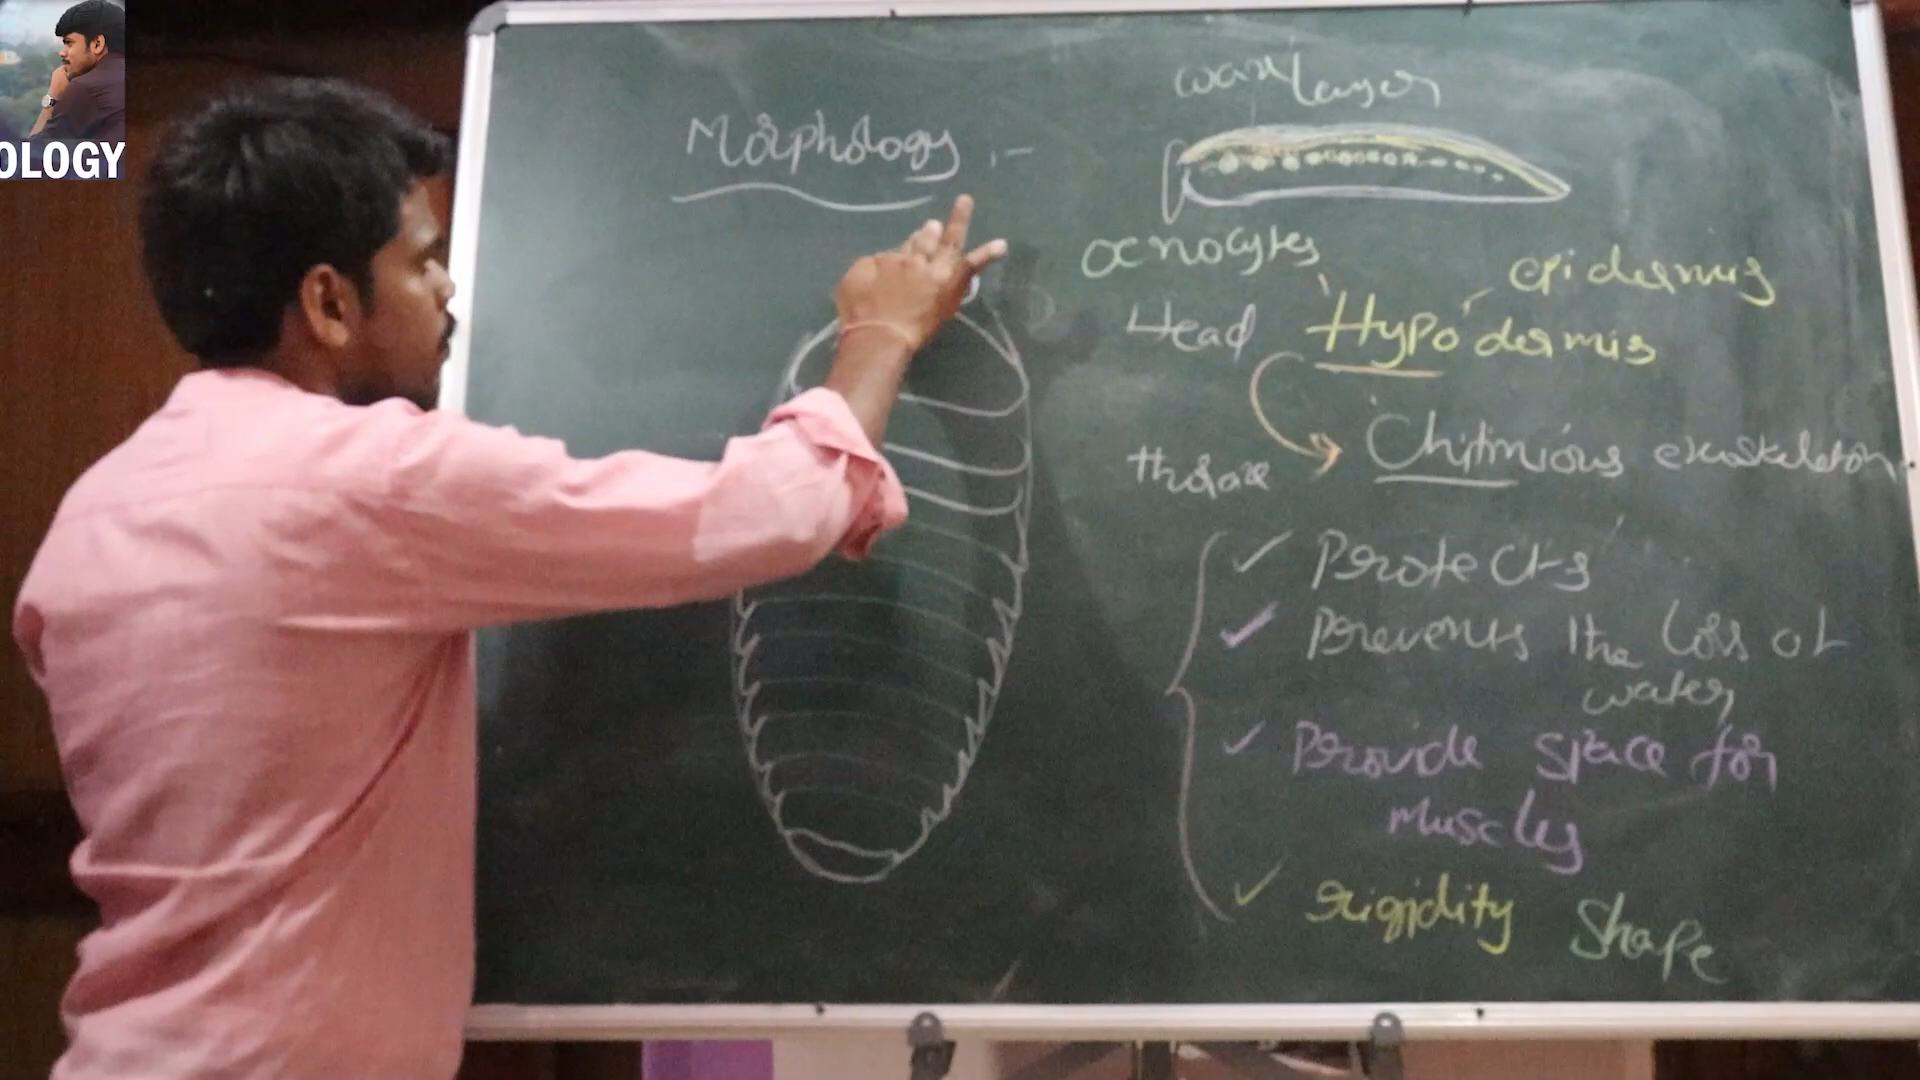 OLOGY
Morphology :-
wax layer
oenocytes
epidermis
Head
Hypodermis
thorax
Chitinious exoskeleton
Protects
Prevents the loss of
water
Provide space for
muscles
rigidity shape